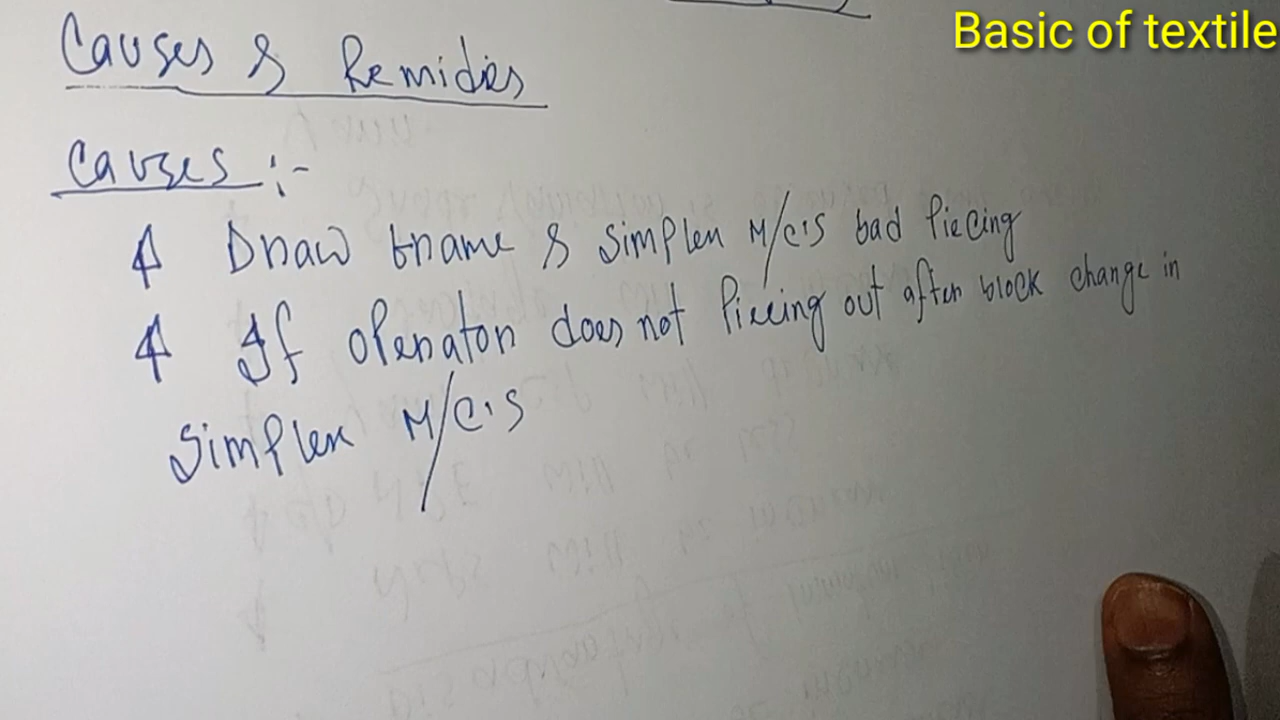 Basic of textile
Causes & Remidies
Causes :-
Draw frame & Simplex M/C's bad Piecing
If operator does not Piecing out after block change in
Simplex M/C's